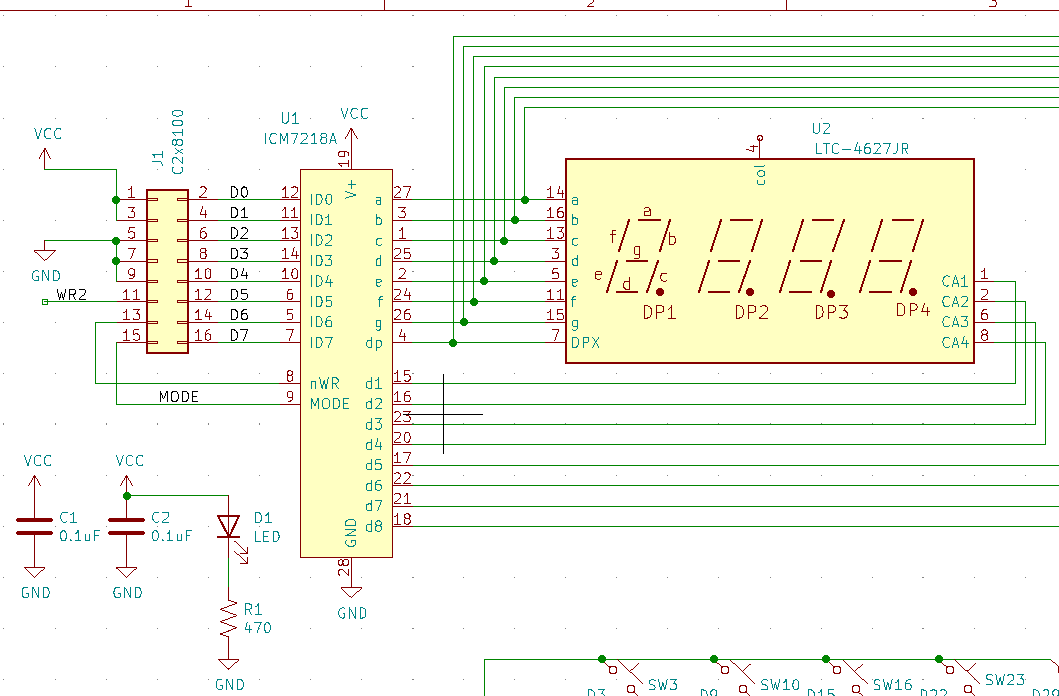 1 2 3
VCC
J1
C2x8100
1 2 D0
3 4 D1
5 6 D2
7 8 D3
9 10 D4
11 12 D5
13 14 D6
15 16 D7
GND
WR2
MODE
U1
ICM7218A
VCC
19
V+
12 ID0 a 27
11 ID1 b 3
13 ID2 c 1
14 ID3 d 25
10 ID4 e 2
6 ID5 f 24
5 ID6 g 26
7 ID7 dp 4
8 nWR d1 15
9 MODE d2 16
d3 23
d4 20
d5 17
d6 22
d7 21
d8 18
GND
28
GND
U2
LTC-4627JR
4
col
14 a
16 b
13 c
3 d
5 e
11 f
15 g
7 DPX
a
f b
g
e d c
DP1 DP2 DP3 DP4
CA1 1
CA2 2
CA3 6
CA4 8
VCC VCC
C1
0.1uF
C2
0.1uF
D1
LED
GND GND
R1
470
GND
SW3 SW10 SW16 SW23
D3 D9 D15 D22